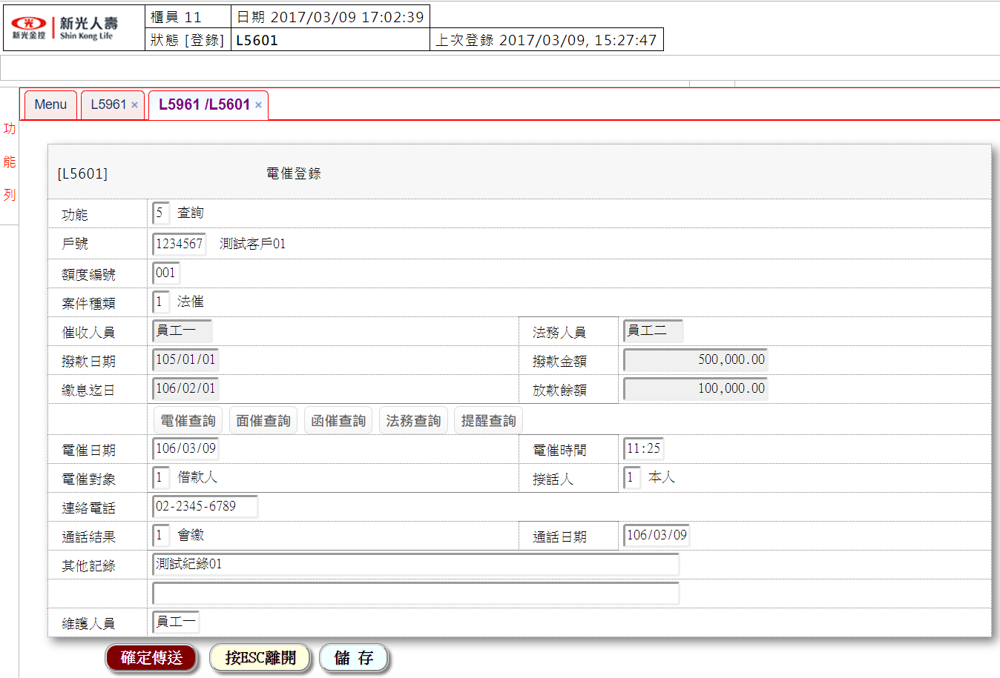 新光金控 新光人壽 Shin Kong Life
櫃員 11 日期 2017/03/09 17:02:39
狀態 [登錄] L5601 上次登錄 2017/03/09, 15:27:47
Menu L5961 × L5961 /L5601 ×
功
能
列
[L5601] 電催登錄
功能 5 查詢
戶號 1234567 測試客戶01
額度編號 001
案件種類 1 法催
催收人員 員工一 法務人員 員工二
撥款日期 105/01/01 撥款金額 500,000.00
繳息迄日 106/02/01 放款餘額 100,000.00
電催查詢 面催查詢 函催查詢 法務查詢 提醒查詢
電催日期 106/03/09 電催時間 11:25
電催對象 1 借款人 接話人 1 本人
連絡電話 02-2345-6789
通話結果 1 會繳 通話日期 106/03/09
其他記錄 測試紀錄01
維護人員 員工一
確定傳送 按ESC離開 儲 存